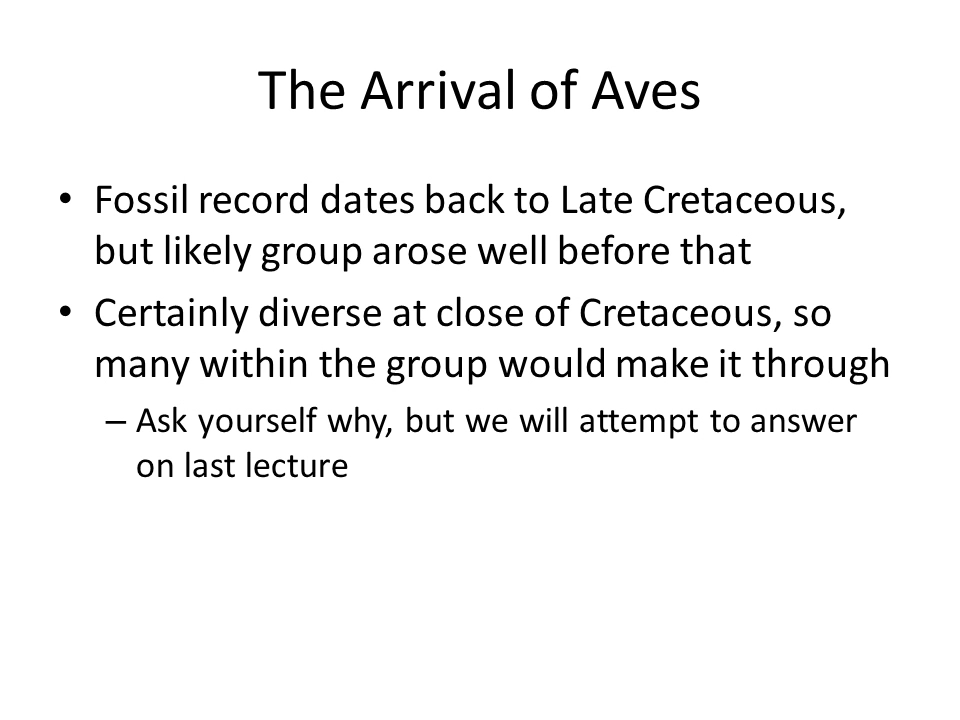 The Arrival of Aves
• Fossil record dates back to Late Cretaceous,
but likely group arose well before that
• Certainly diverse at close of Cretaceous, so
many within the group would make it through
– Ask yourself why, but we will attempt to answer
on last lecture